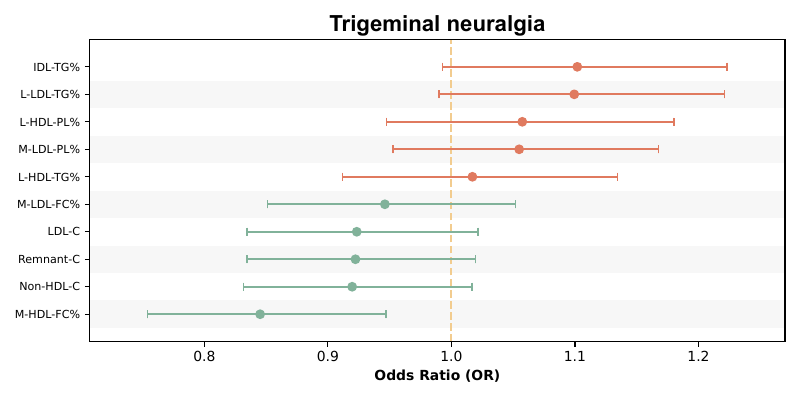 Trigeminal neuralgia
IDL-TG%
L-LDL-TG%
L-HDL-PL%
M-LDL-PL%
L-HDL-TG%
M-LDL-FC%
LDL-C
Remnant-C
Non-HDL-C
M-HDL-FC%
0.8 0.9 1.0 1.1 1.2
Odds Ratio (OR)